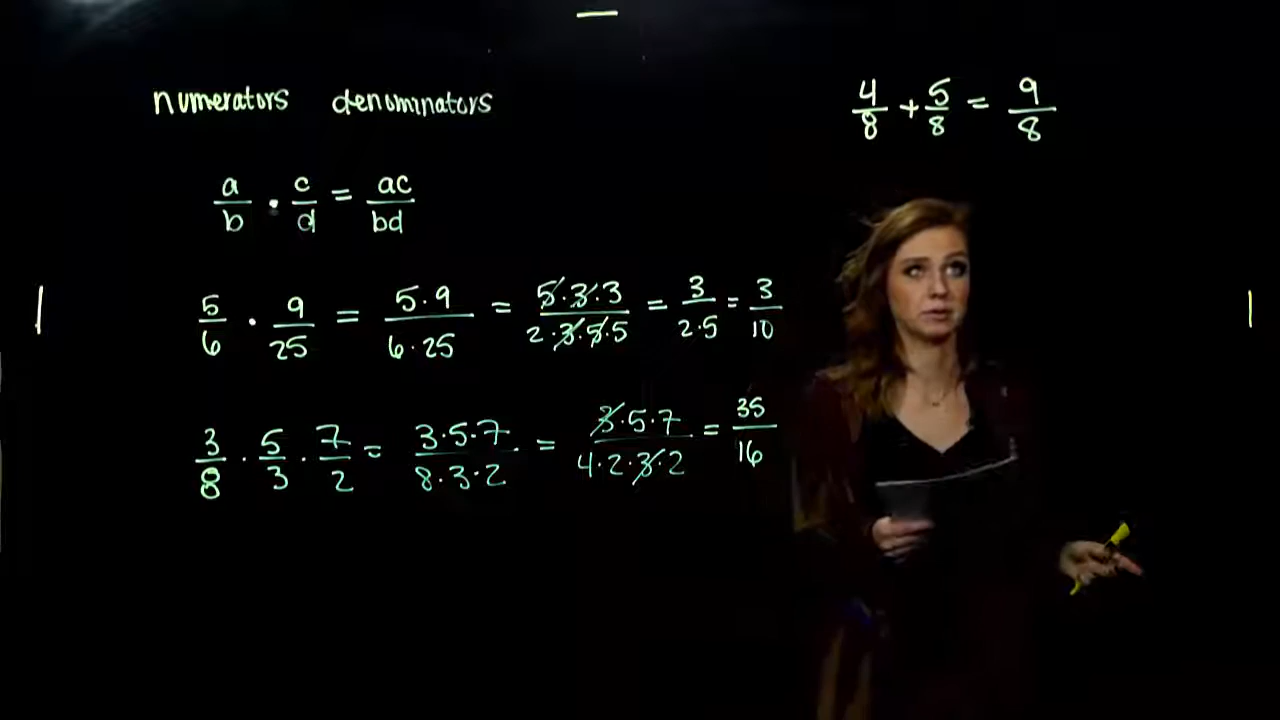 numerators denominators
4/8 + 5/8 = 9/8
a/b · c/d = ac/bd
5/6 · 9/25 = 5·9/6·25 = 5·3·3/2·3·5·5 = 3/2·5 = 3/10
3/8 · 5/3 · 7/2 = 3·5·7/8·3·2 = 3·5·7/4·2·3·2 = 35/16